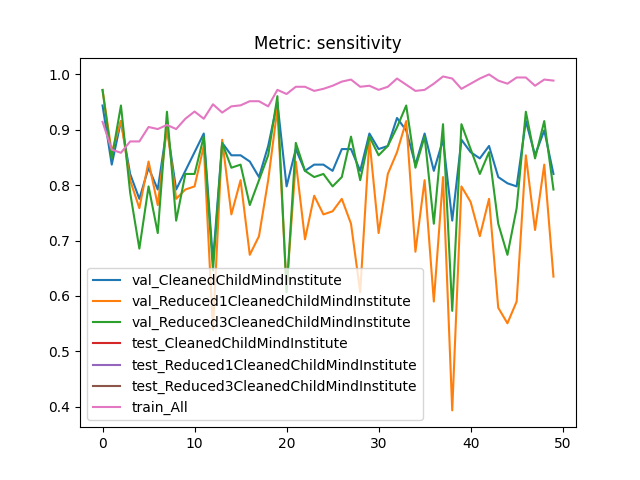 Metric: sensitivity
1.0
0.9
0.8
0.7
0.6
0.5
0.4
val_CleanedChildMindInstitute
val_Reduced1CleanedChildMindInstitute
val_Reduced3CleanedChildMindInstitute
test_CleanedChildMindInstitute
test_Reduced1CleanedChildMindInstitute
test_Reduced3CleanedChildMindInstitute
train_All
0 10 20 30 40 50